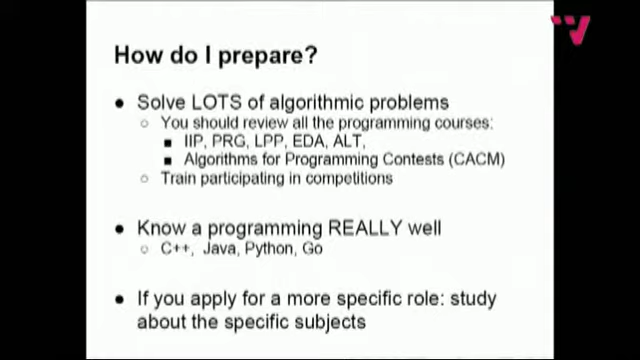 How do I prepare?
Solve LOTS of algorithmic problems
You should review all the programming courses:
IIP, PRG, LPP, EDA, ALT,
Algorithms for Programming Contests (CACM)
Train participating in competitions
Know a programming REALLY well
C++, Java, Python, Go
If you apply for a more specific role: study
about the specific subjects